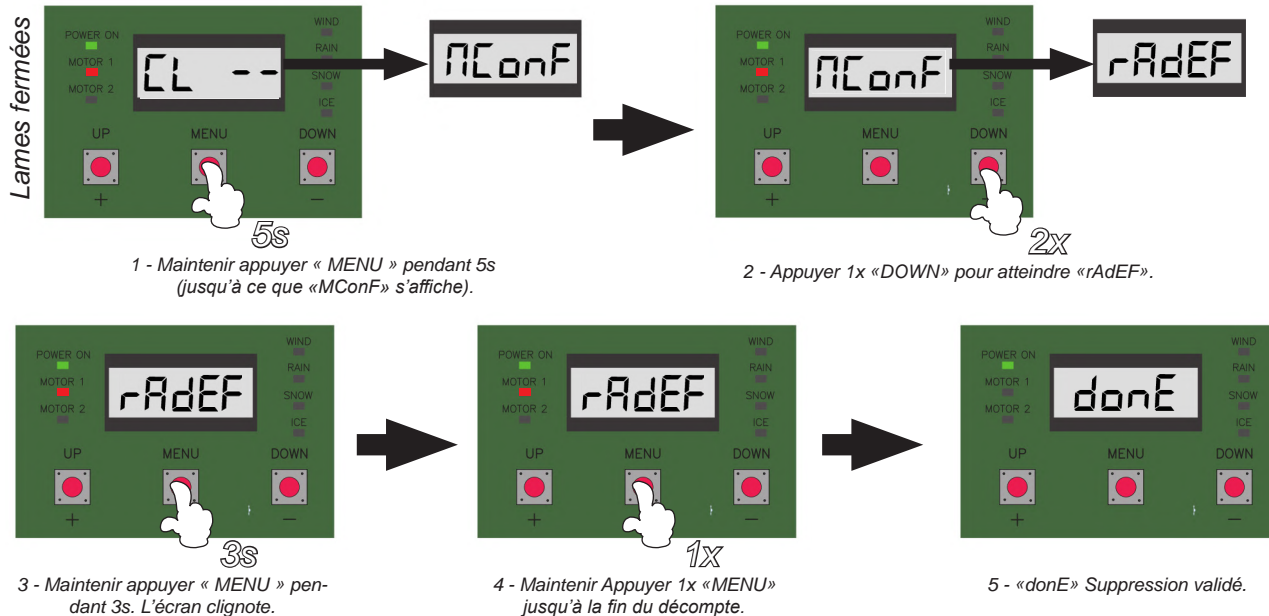 Lames fermées
POWER ON
MOTOR 1
MOTOR 2
WIND
RAIN
SNOW
ICE
CL --
MConF
UP
MENU
DOWN
+
5s
1 - Maintenir appuyer « MENU » pendant 5s
(jusqu'à ce que «MConF» s'affiche).
POWER ON
MOTOR 1
MOTOR 2
WIND
RAIN
SNOW
ICE
MConF
rAdEF
UP
MENU
DOWN
+
2x
2 - Appuyer 1x «DOWN» pour atteindre «rAdEF».
POWER ON
MOTOR 1
MOTOR 2
WIND
RAIN
SNOW
ICE
rAdEF
UP
MENU
DOWN
+
−
3s
3 - Maintenir appuyer « MENU » pen-
dant 3s. L'écran clignote.
POWER ON
MOTOR 1
MOTOR 2
WIND
RAIN
SNOW
ICE
rAdEF
UP
MENU
DOWN
+
−
1x
4 - Maintenir Appuyer 1x «MENU»
jusqu'à la fin du décompte.
POWER ON
MOTOR 1
MOTOR 2
WIND
RAIN
SNOW
ICE
donE
UP
MENU
DOWN
+
−
5 - «donE» Suppression validé.